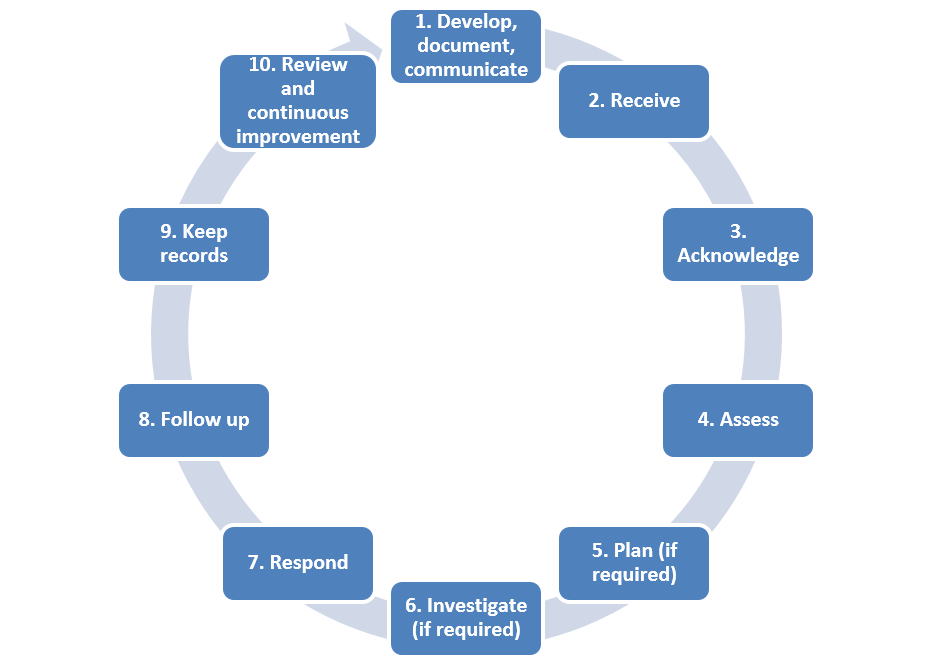 1. Develop,
document,
communicate
2. Receive
3.
Acknowledge
4. Assess
5. Plan (if
required)
6. Investigate
(if required)
7. Respond
8. Follow up
9. Keep
records
10. Review
and
continuous
improvement